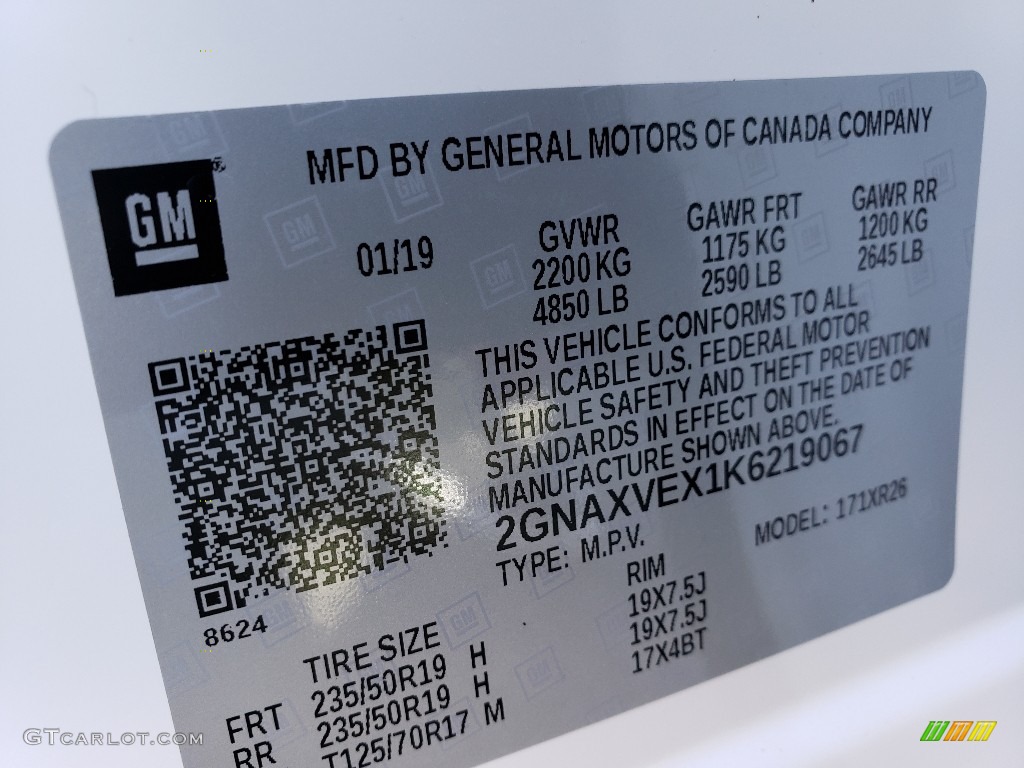 MFD BY GENERAL MOTORS OF CANADA COMPANY
GM
01/19
GVWR
2200 KG
4850 LB
GAWR FRT
1175 KG
2590 LB
GAWR RR
1200 KG
2645 LB
THIS VEHICLE CONFORMS TO ALL
APPLICABLE U.S. FEDERAL MOTOR
VEHICLE SAFETY AND THEFT PREVENTION
STANDARDS IN EFFECT ON THE DATE OF
MANUFACTURE SHOWN ABOVE.
2GNAXVEX1K6219067
TYPE: M.P.V. MODEL: 171XR26
8624
TIRE SIZE RIM
FRT 235/50R19 H 19X7.5J
RR 235/50R19 H 19X7.5J
T125/70R17 M 17X4BT
GTCARLOT.COM